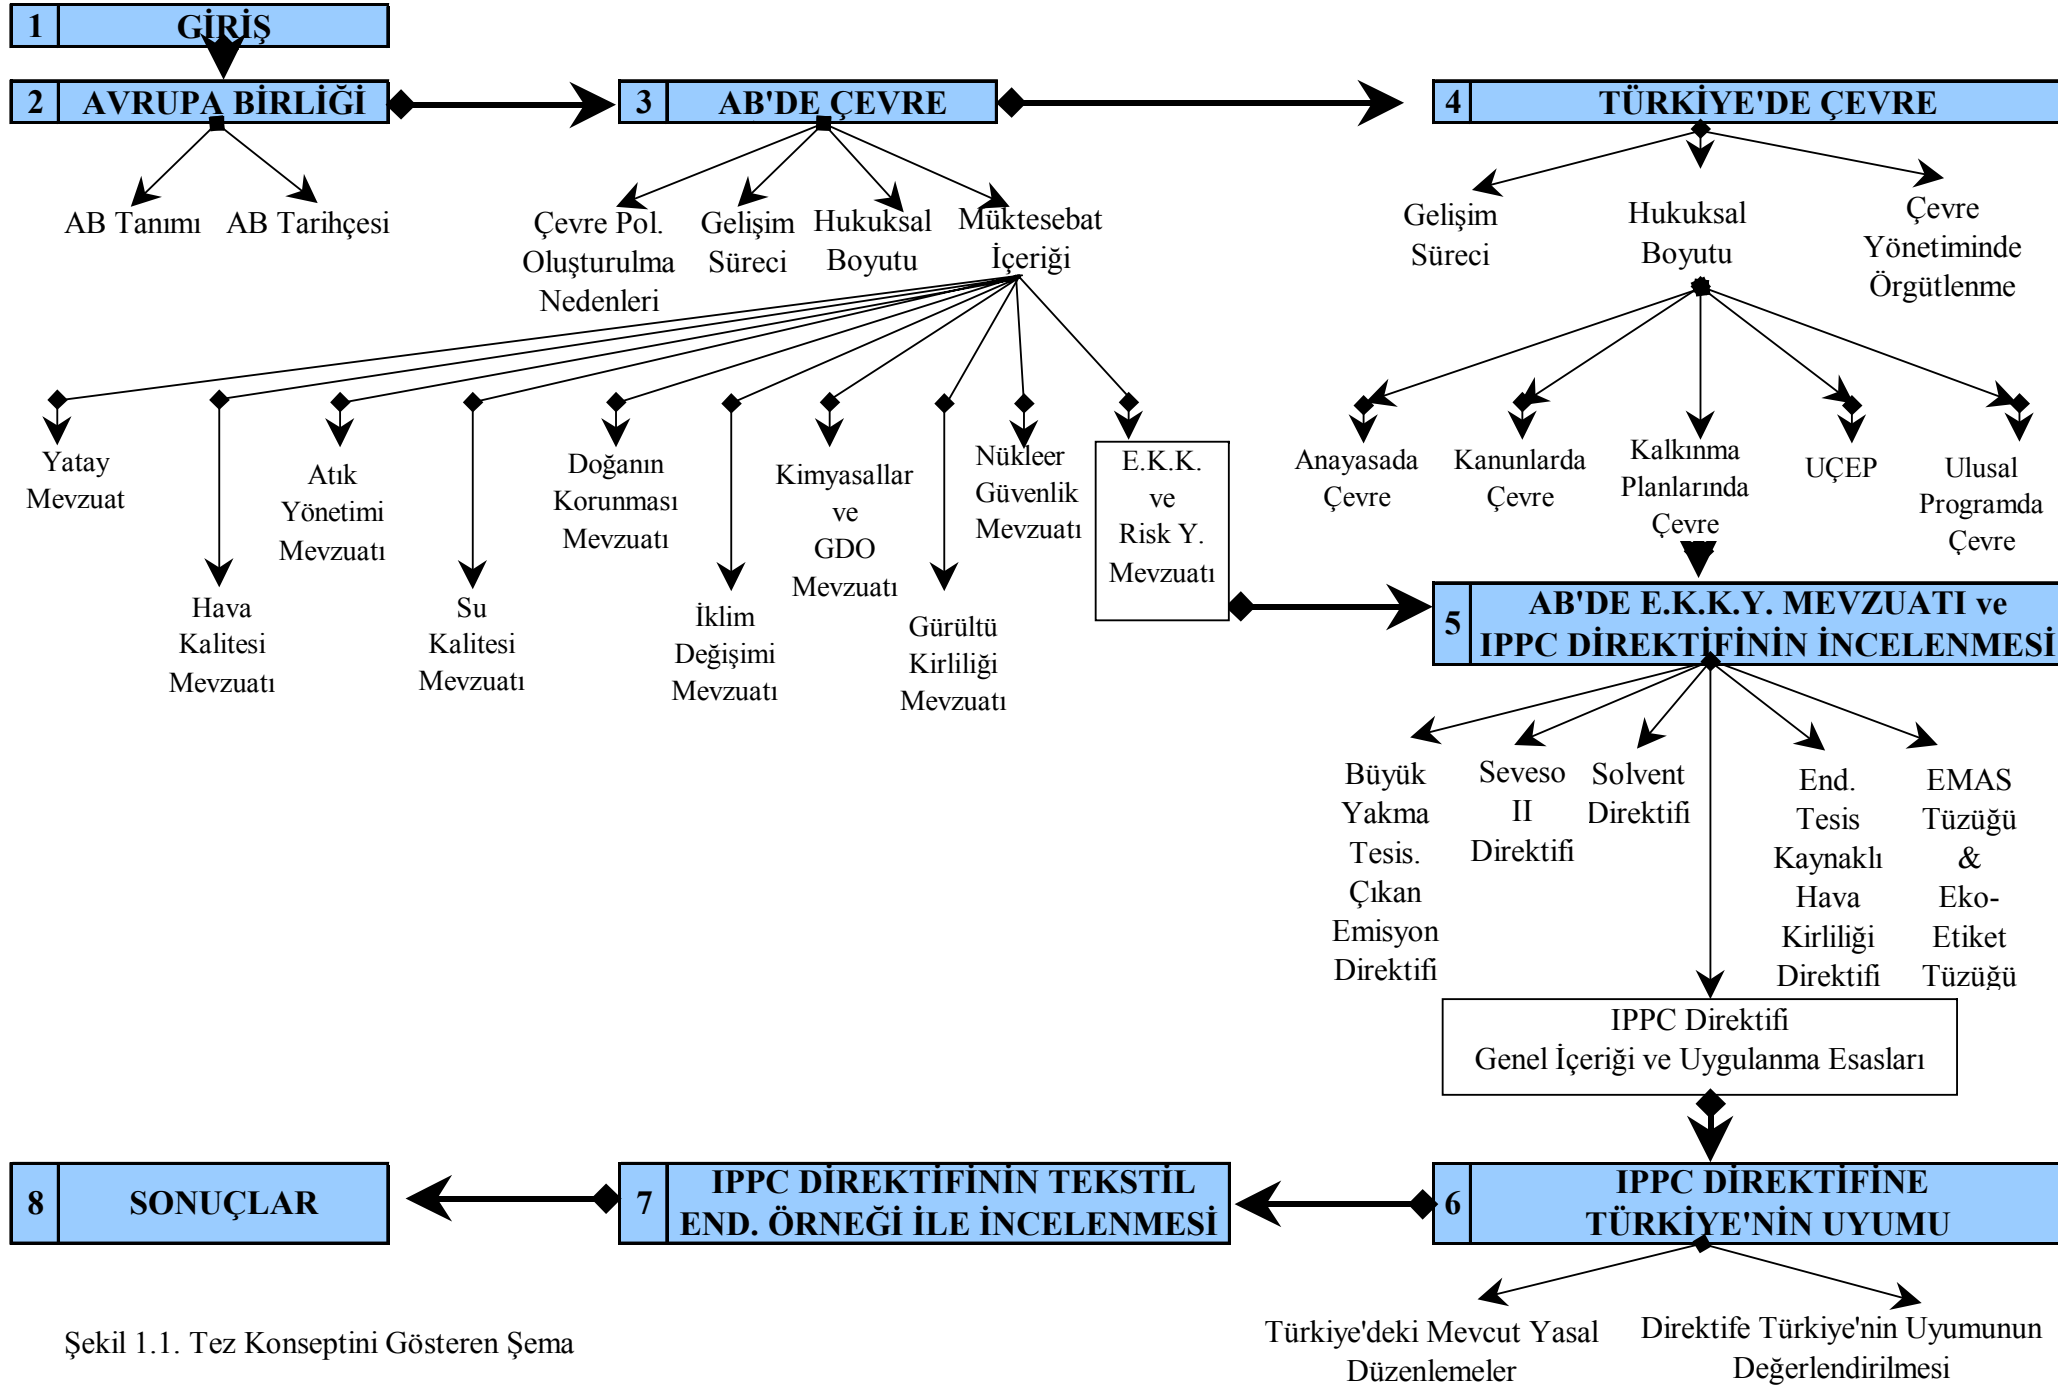 1 GİRİŞ
2 AVRUPA BİRLİĞİ
3 AB'DE ÇEVRE
4 TÜRKİYE'DE ÇEVRE
AB Tanımı
AB Tarihçesi
Çevre Pol.
Oluşturulma
Nedenleri
Gelişim
Süreci
Hukuksal
Boyutu
Müktesebat
İçeriği
Gelişim
Süreci
Hukuksal
Boyutu
Çevre
Yönetiminde
Örgütlenme
Yatay
Mevzuat
Hava
Kalitesi
Mevzuatı
Atık
Yönetimi
Mevzuatı
Su
Kalitesi
Mevzuatı
Doğanın
Korunması
Mevzuatı
İklim
Değişimi
Mevzuatı
Kimyasallar
ve
GDO
Mevzuatı
Gürültü
Kirliliği
Mevzuatı
Nükleer
Güvenlik
Mevzuatı
E.K.K.
ve
Risk Y.
Mevzuatı
Anayasada
Çevre
Kanunlarda
Çevre
Kalkınma
Planlarında
Çevre
UÇEP
Ulusal
Programda
Çevre
5 AB'DE E.K.K.Y. MEVZUATI ve
IPPC DİREKTİFİNİN İNCELENMESİ
Büyük
Yakma
Tesis.
Çıkan
Emisyon
Direktifi
Seveso
II
Direktifi
Solvent
Direktifi
End.
Tesis
Kaynaklı
Hava
Kirliliği
Direktifi
EMAS
Tüzüğü
&
Eko-
Etiket
Tüzüğü
IPPC Direktifi
Genel İçeriği ve Uygulanma Esasları
6 IPPC DİREKTİFİNE
TÜRKİYE'NİN UYUMU
7 IPPC DİREKTİFİNİN TEKSTİL
END. ÖRNEĞİ İLE İNCELENMESİ
8 SONUÇLAR
Türkiye'deki Mevcut Yasal
Düzenlemeler
Direktife Türkiye'nin Uyumunun
Değerlendirilmesi
Şekil 1.1. Tez Konseptini Gösteren Şema